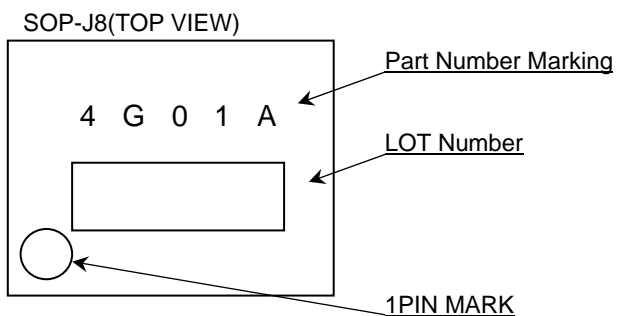 SOP-J8(TOP VIEW)
Part Number Marking
4 G 0 1 A
LOT Number
1PIN MARK